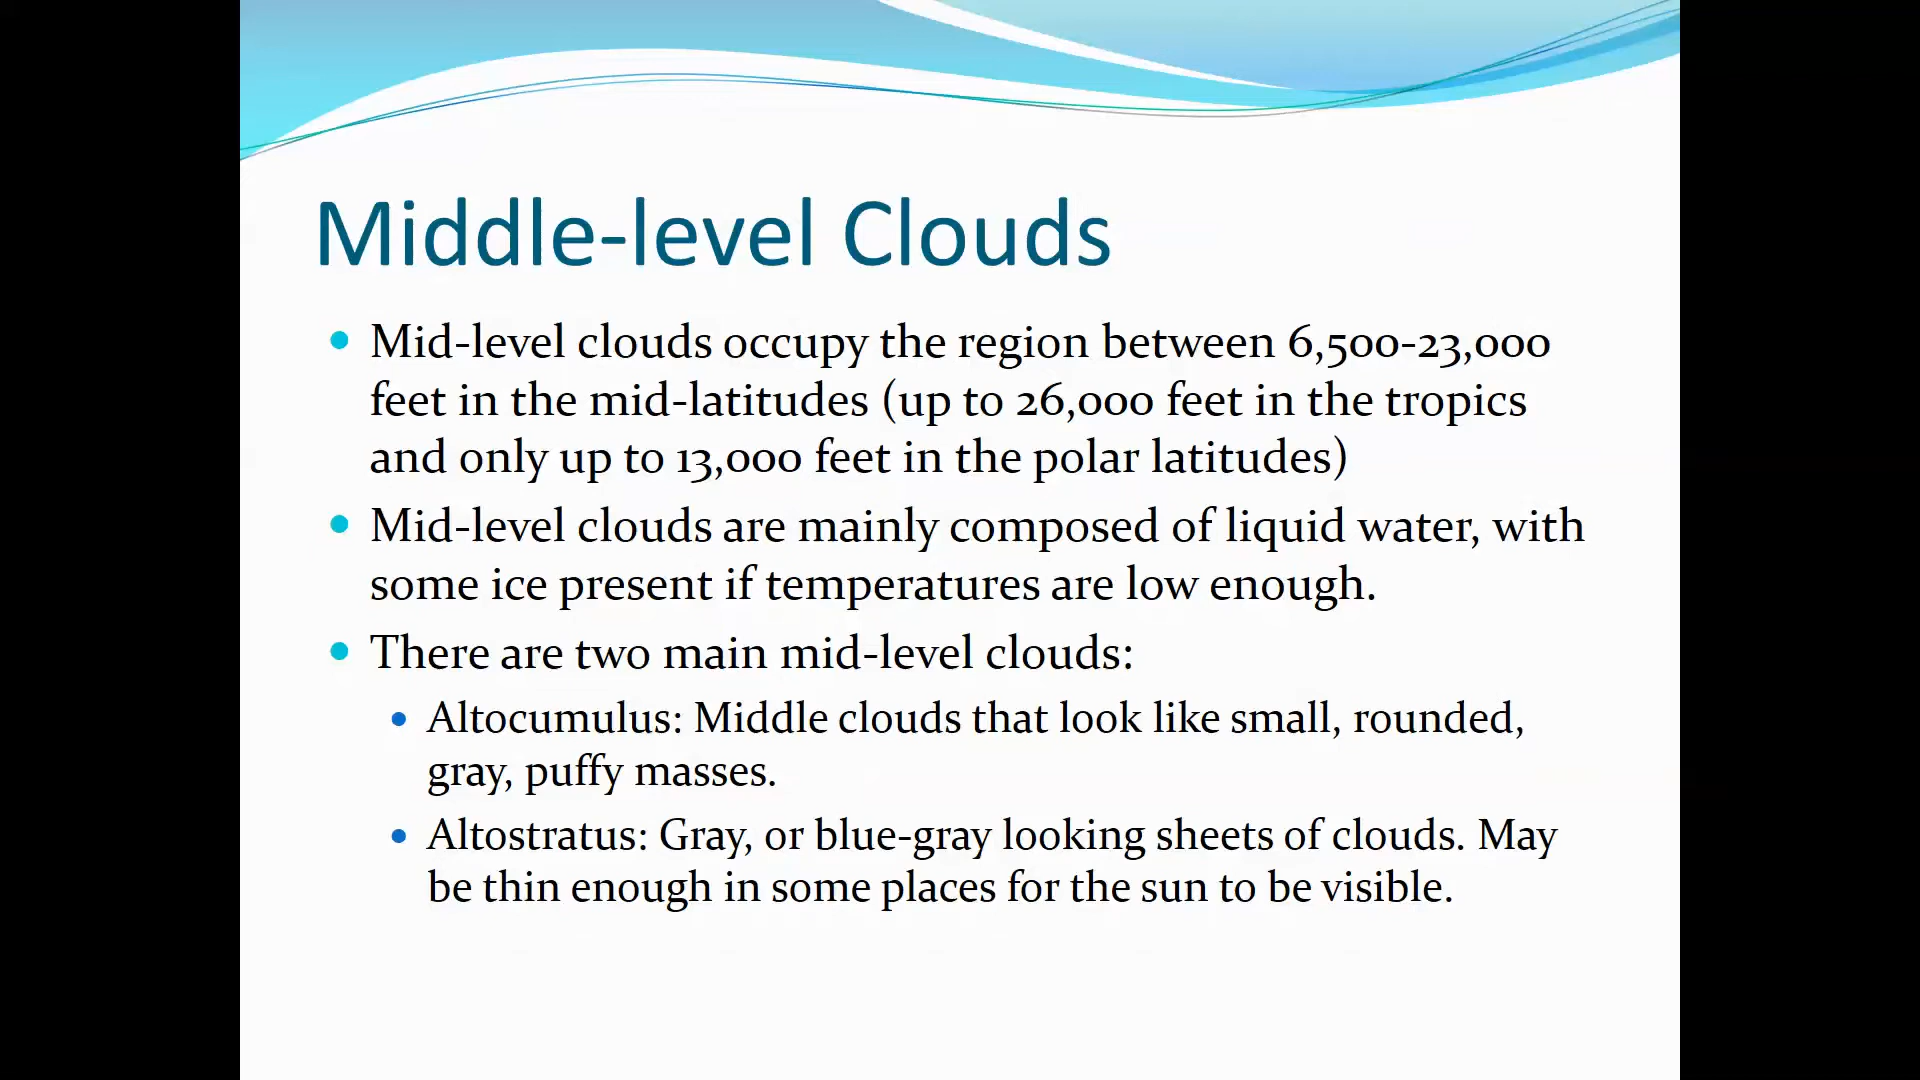 Middle-level Clouds
Mid-level clouds occupy the region between 6,500-23,000
feet in the mid-latitudes (up to 26,000 feet in the tropics
and only up to 13,000 feet in the polar latitudes)
Mid-level clouds are mainly composed of liquid water, with
some ice present if temperatures are low enough.
There are two main mid-level clouds:
Altocumulus: Middle clouds that look like small, rounded,
gray, puffy masses.
Altostratus: Gray, or blue-gray looking sheets of clouds. May
be thin enough in some places for the sun to be visible.